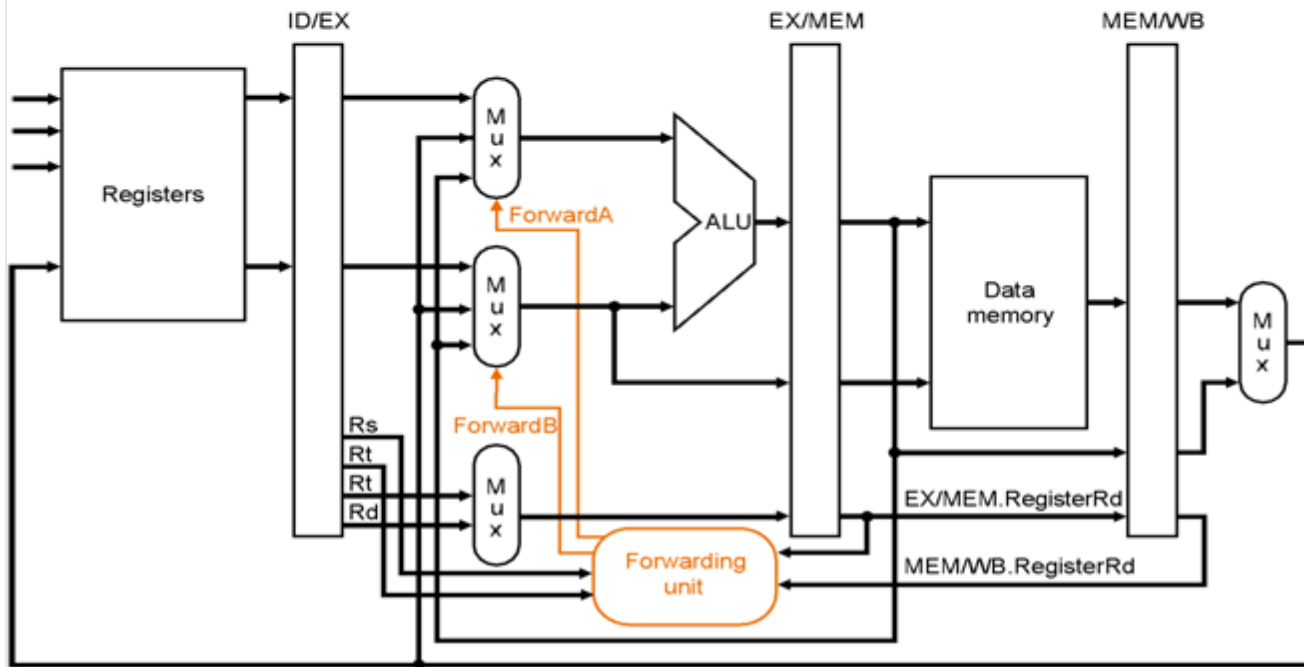 ID/EX
EX/MEM
MEM/WB
M
u
x
Registers
ForwardA
ALU
M
u
x
Data
memory
M
u
x
Rs
ForwardB
Rt
Rt
M
u
x
Rd
EX/MEM.RegisterRd
Forwarding
unit
MEM/WB.RegisterRd